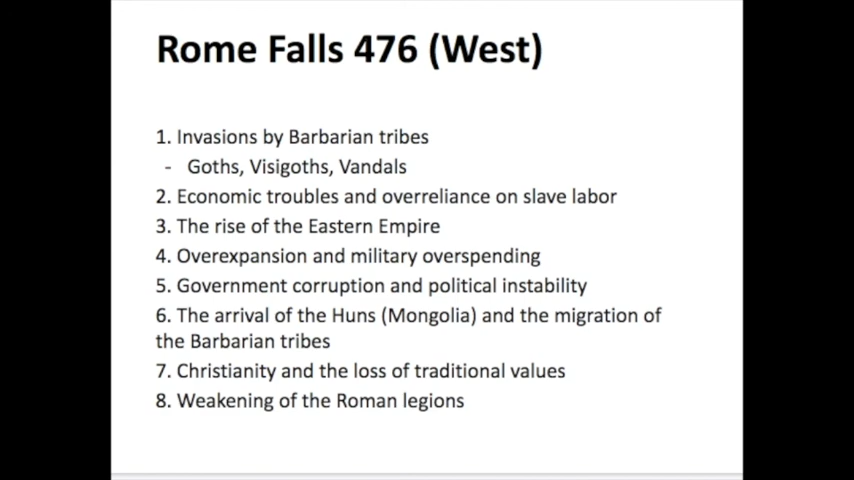 Rome Falls 476 (West)
1. Invasions by Barbarian tribes
- Goths, Visigoths, Vandals
2. Economic troubles and overreliance on slave labor
3. The rise of the Eastern Empire
4. Overexpansion and military overspending
5. Government corruption and political instability
6. The arrival of the Huns (Mongolia) and the migration of
the Barbarian tribes
7. Christianity and the loss of traditional values
8. Weakening of the Roman legions